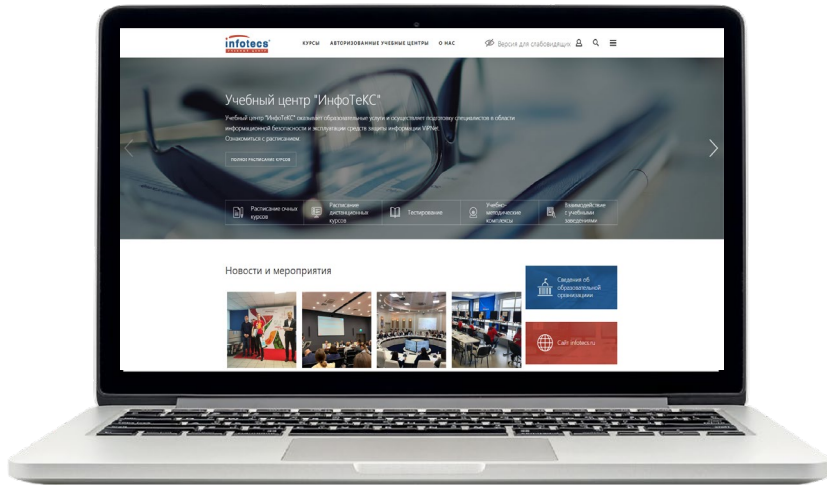 infotecs
УЧЕБНЫЙ ЦЕНТР
КУРСЫ АВТОРИЗОВАННЫЕ УЧЕБНЫЕ ЦЕНТРЫ О НАС Версия для слабовидящих
Учебный центр "ИнфоТеКС"
Учебный центр "ИнфоТеКС" оказывает образовательные услуги и осуществляет подготовку специалистов в области
информационной безопасности и эксплуатации средств защиты информации ViPNet.
Ознакомиться с расписанием:
ПОЛНОЕ РАСПИСАНИЕ КУРСОВ
Расписание очных
курсов
Расписание
дистанционных
курсов
Тестирование
Учебно-
методические
комплексы
Взаимодействие
с учебными
заведениями
Новости и мероприятия
Сведения об
образовательной
организации
Сайт infotecs.ru